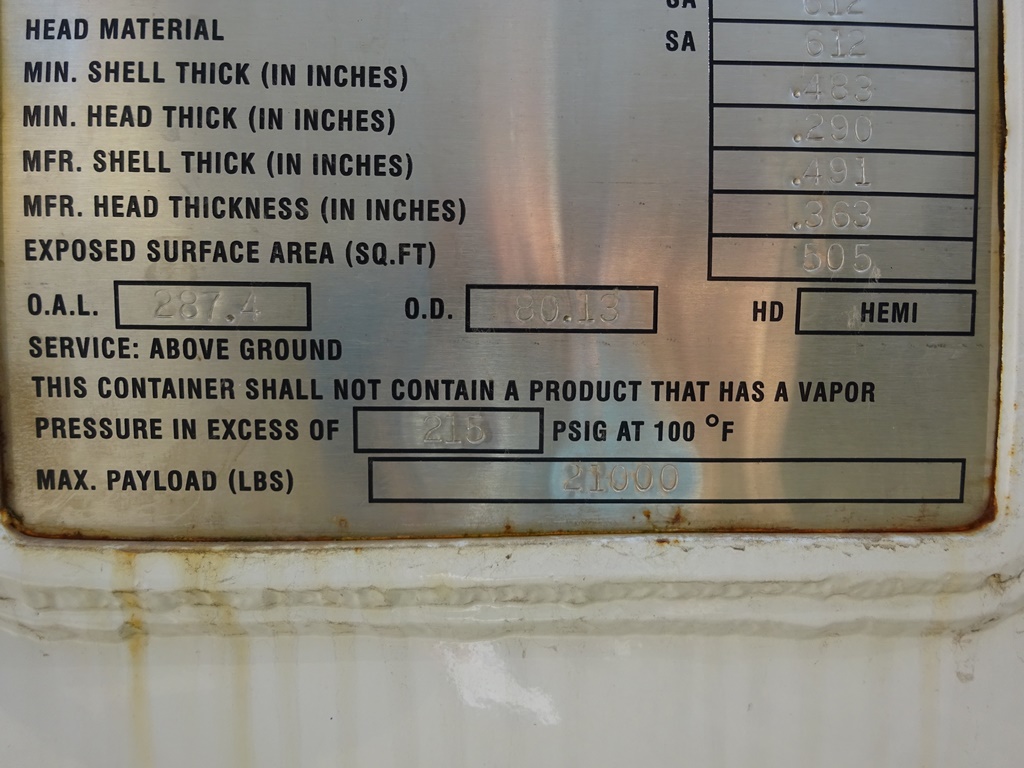 SA 612
HEAD MATERIAL SA 612
MIN. SHELL THICK (IN INCHES) .483
MIN. HEAD THICK (IN INCHES) .290
MFR. SHELL THICK (IN INCHES) .491
MFR. HEAD THICKNESS (IN INCHES) .363
EXPOSED SURFACE AREA (SQ.FT) 505
O.A.L. 287.4 O.D. 80.13 HD HEMI
SERVICE: ABOVE GROUND
THIS CONTAINER SHALL NOT CONTAIN A PRODUCT THAT HAS A VAPOR
PRESSURE IN EXCESS OF 215 PSIG AT 100 °F
MAX. PAYLOAD (LBS) 21000